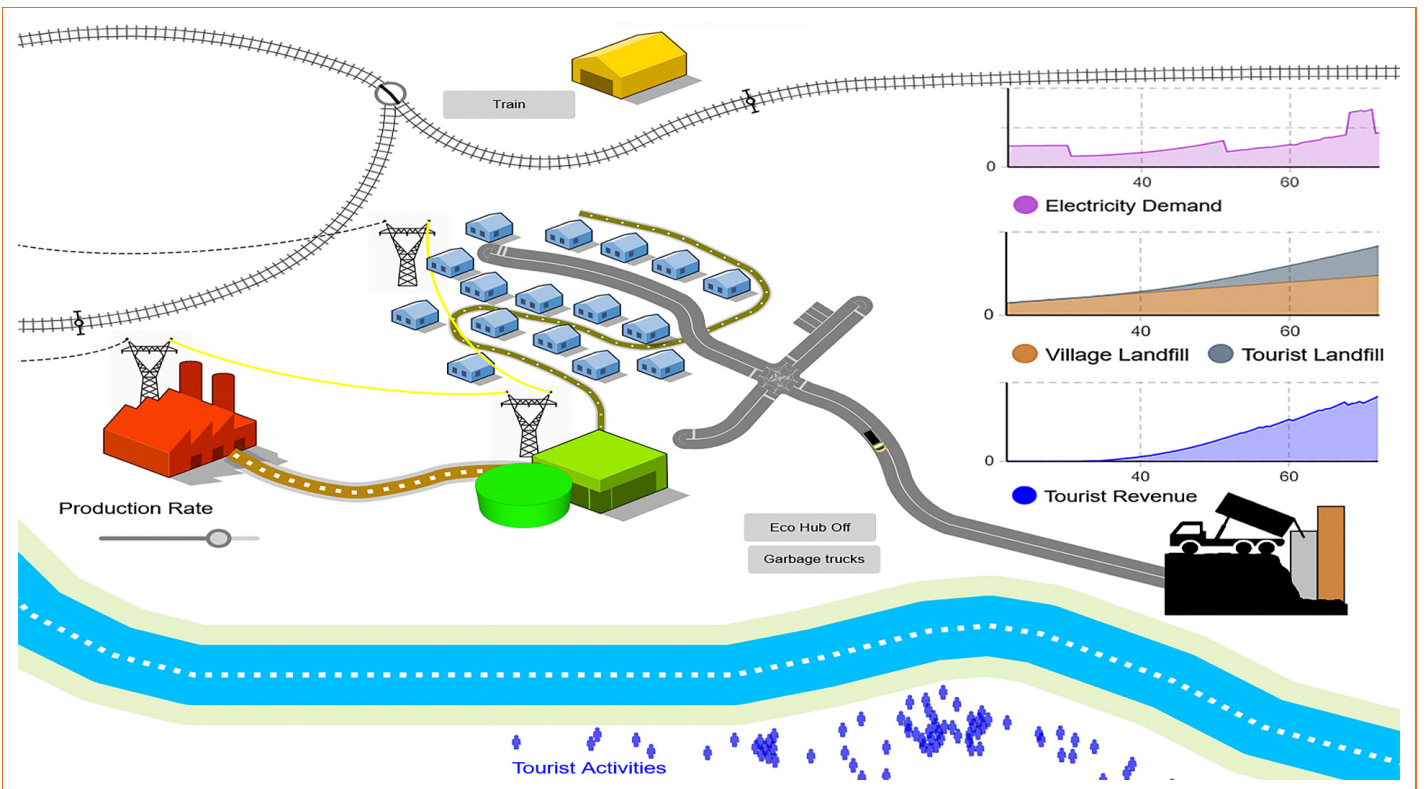 Train
0
40
60
Electricity Demand
0
40
60
Village Landfill
Tourist Landfill
0
40
60
Tourist Revenue
Production Rate
Eco Hub Off
Garbage trucks
Tourist Activities